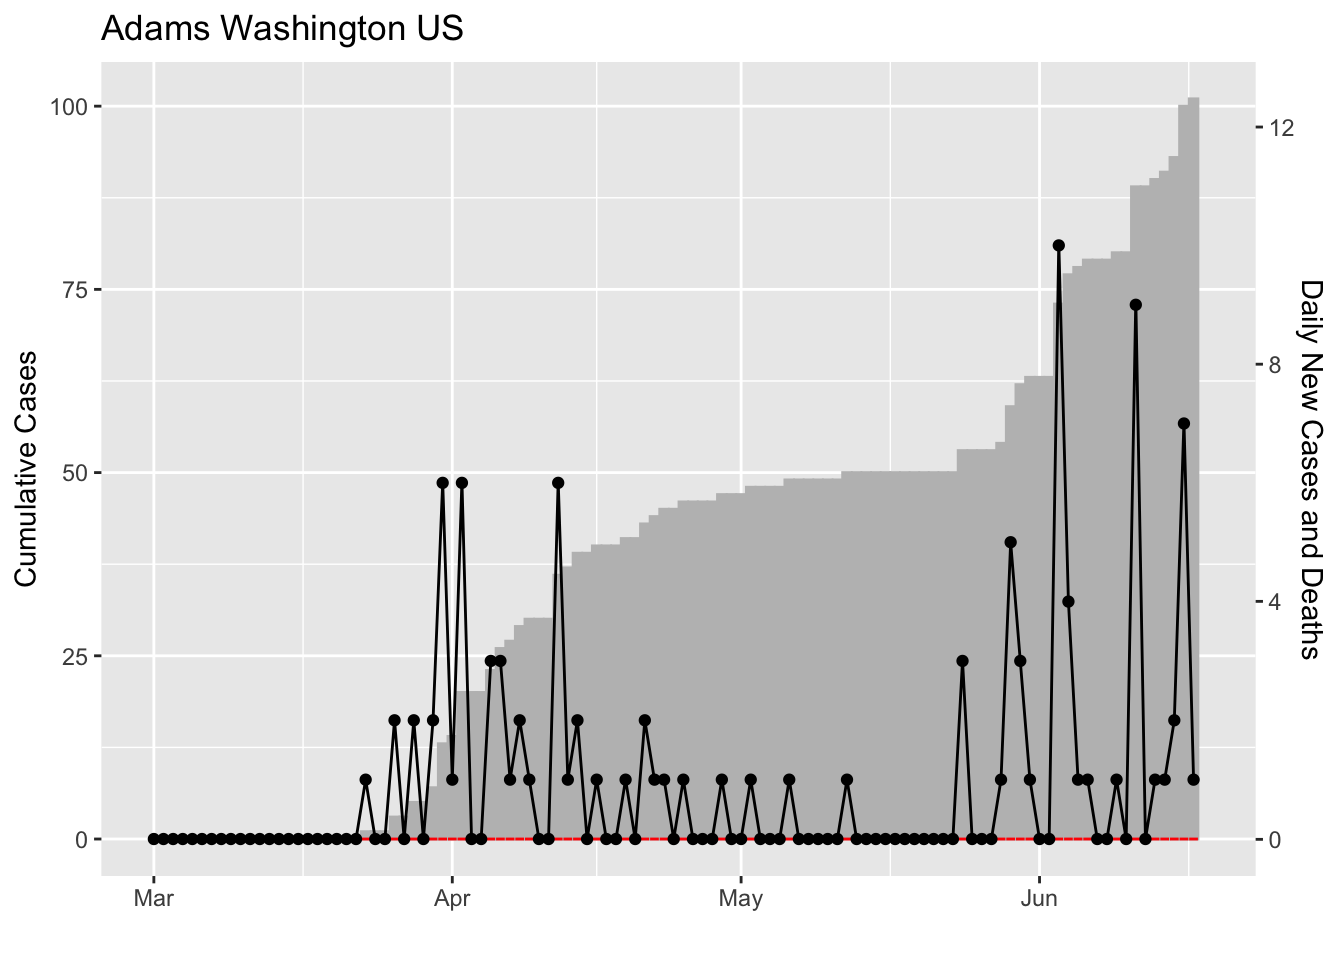 Adams Washington US
Cumulative Cases
100
75
50
25
0
12
8
4
0
Daily New Cases and Deaths
Mar
Apr
May
Jun